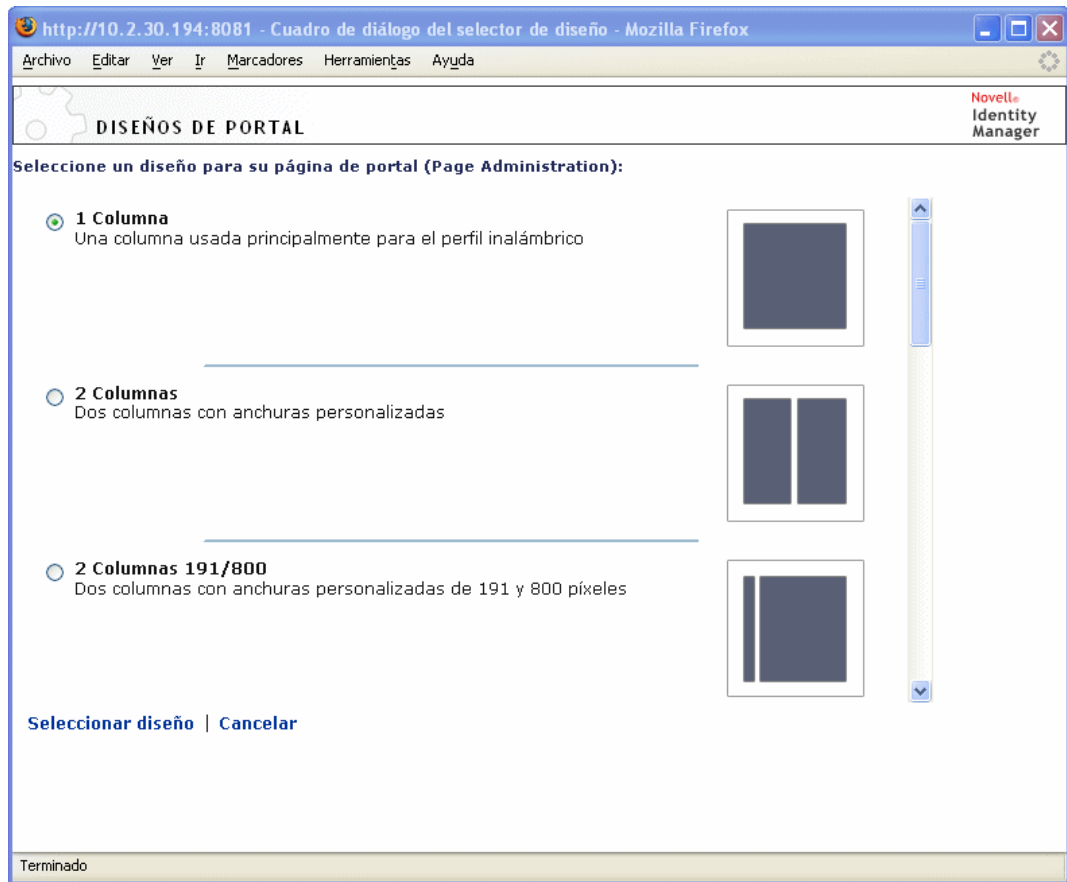 http://10.2.30.194:8081 - Cuadro de diálogo del selector de diseño - Mozilla Firefox
Archivo Editar Ver Ir Marcadores Herramientas Ayuda
DISEÑOS DE PORTAL
Novell®
Identity
Manager
Seleccione un diseño para su página de portal (Page Administration):
1 Columna
Una columna usada principalmente para el perfil inalámbrico
2 Columnas
Dos columnas con anchuras personalizadas
2 Columnas 191/800
Dos columnas con anchuras personalizadas de 191 y 800 píxeles
Seleccionar diseño | Cancelar
Terminado